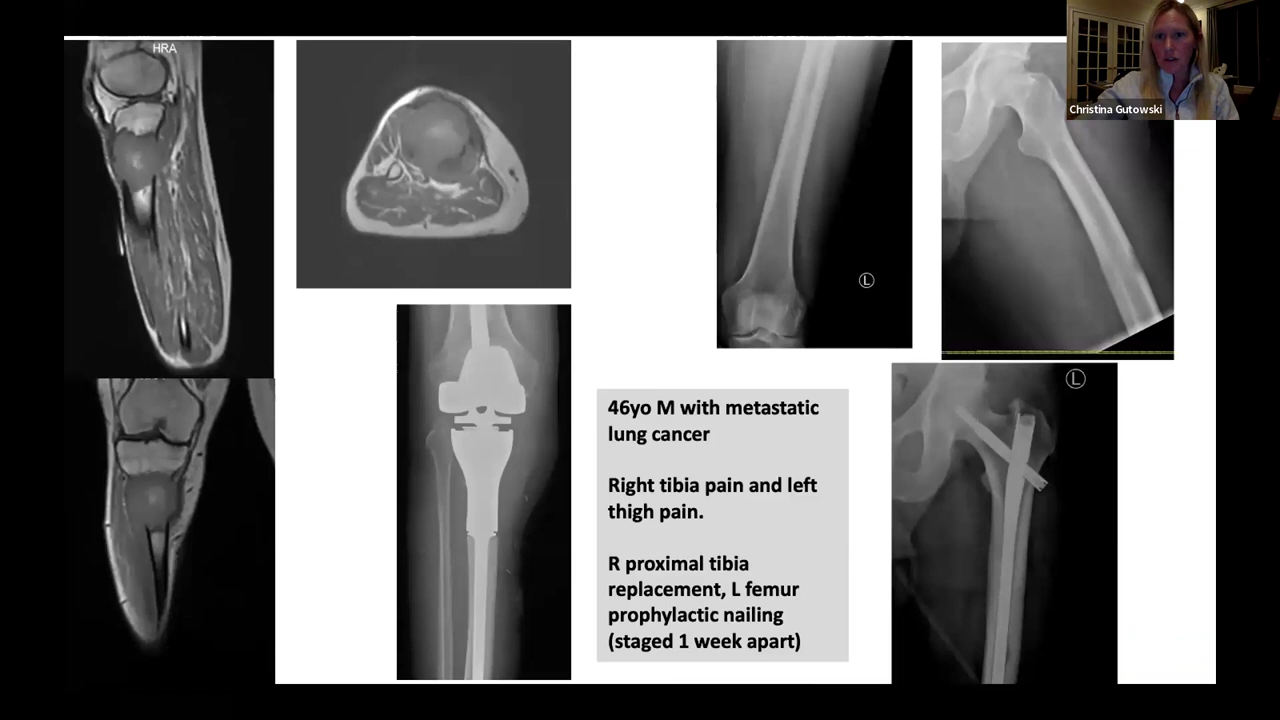 HRA
Christina Gutowski
L
L
46yo M with metastatic
lung cancer
Right tibia pain and left
thigh pain.
R proximal tibia
replacement, L femur
prophylactic nailing
(staged 1 week apart)